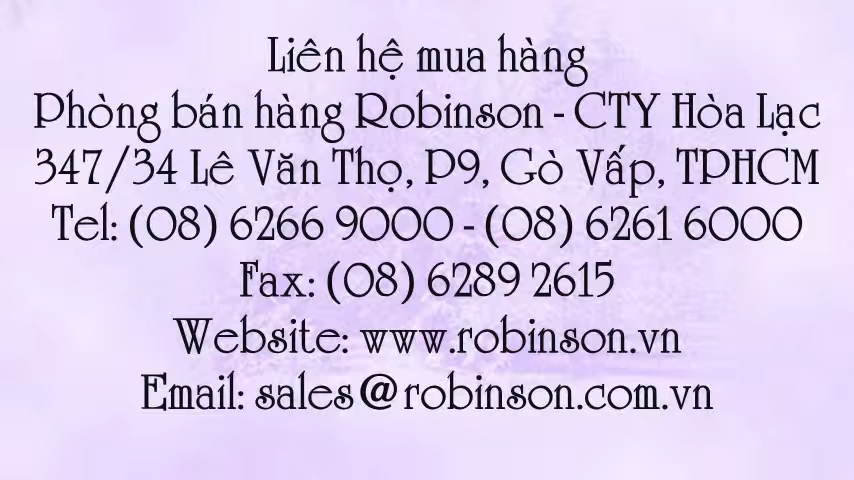 Liên hệ mua hàng
Phòng bán hàng Robinson - CTY Hòa Lạc
347/34 Lê Văn Thọ, P9, Gò Vấp, TPHCM
Tel: (08) 6266 9000 - (08) 6261 6000
Fax: (08) 6289 2615
Website: www.robinson.vn
Email: sales@robinson.com.vn